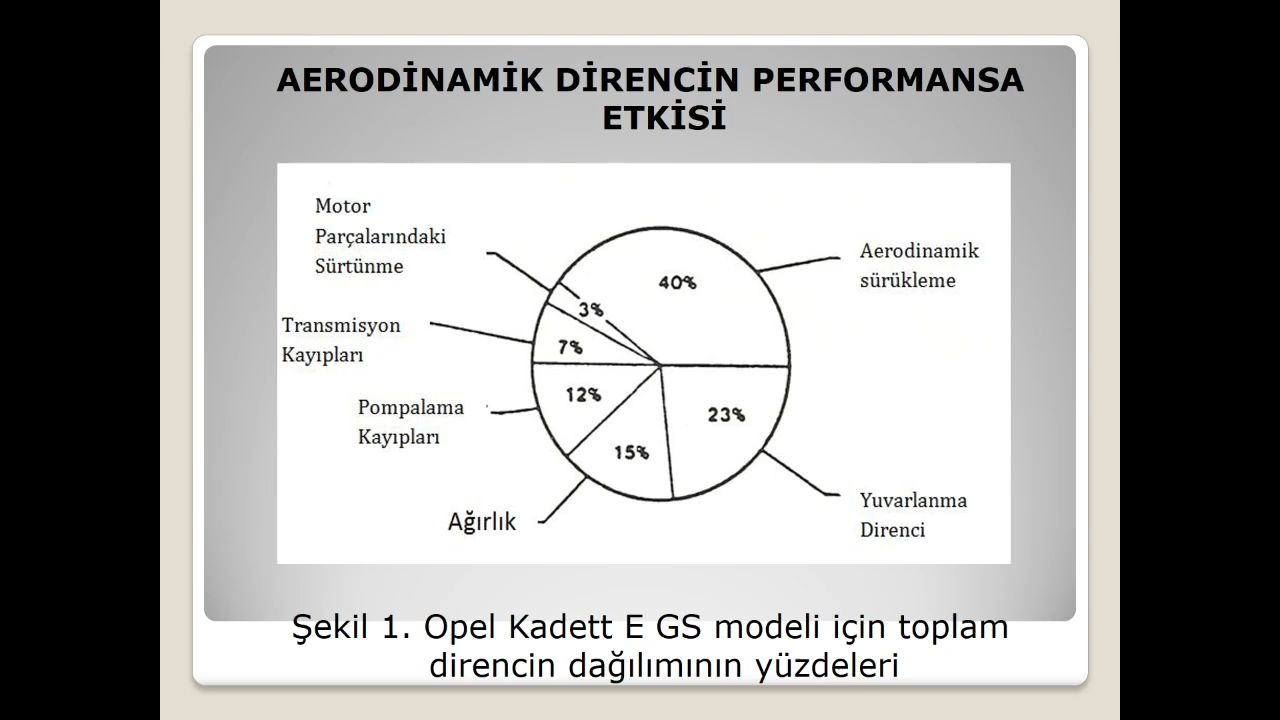 AERODİNAMİK DİRENCİN PERFORMANSA
ETKİSİ
Motor
Parçalarındaki
Sürtünme
Aerodinamik
sürükleme
40%
3%
Transmisyon
Kayıpları
7%
12%
Pompalama
Kayıpları
23%
15%
Ağırlık
Yuvarlanma
Direnci
Şekil 1. Opel Kadett E GS modeli için toplam
direncin dağılımının yüzdeleri